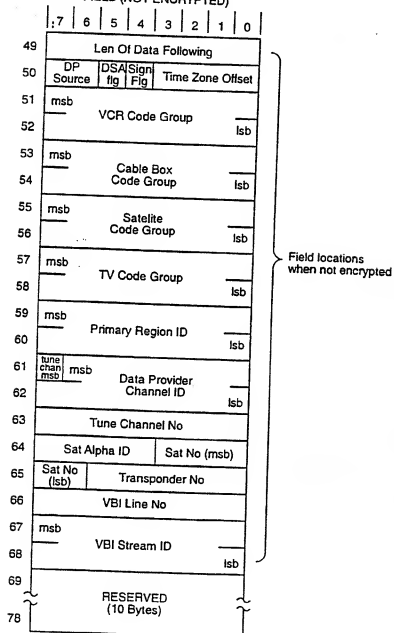 FIELD (NOT ENCRYPTED)
7 6 5 4 3 2 1 0
49 Len Of Data Following
50 DP Source DSA flg Sign Flg Time Zone Offset
51 msb
VCR Code Group
52 lsb
53 msb
Cable Box
Code Group
54 lsb
55 msb
Satelite
Code Group
56 lsb
57 msb
TV Code Group
58 lsb
Field locations
when not encrypted
59 msb
Primary Region ID
60 lsb
61 tune chan msb msb
Data Provider
Channel ID
62 lsb
63 Tune Channel No
64 Sat Alpha ID Sat No (msb)
65 Sat No (lsb) Transponder No
66 VBI Line No
67 msb
VBI Stream ID
68 lsb
69
RESERVED
(10 Bytes)
78